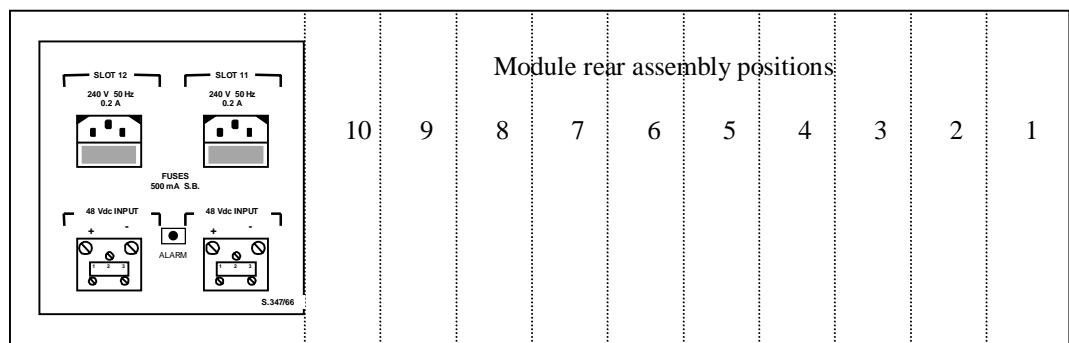 SLOT 12 SLOT 11
240 V 50 Hz 240 V 50 Hz
0.2 A 0.2 A
FUSES
500 mA S.B.
48 Vdc INPUT 48 Vdc INPUT
+ - + -
ALARM
1 2 3 1 2 3
S.347/66
Module rear assembly positions
10 9 8 7 6 5 4 3 2 1